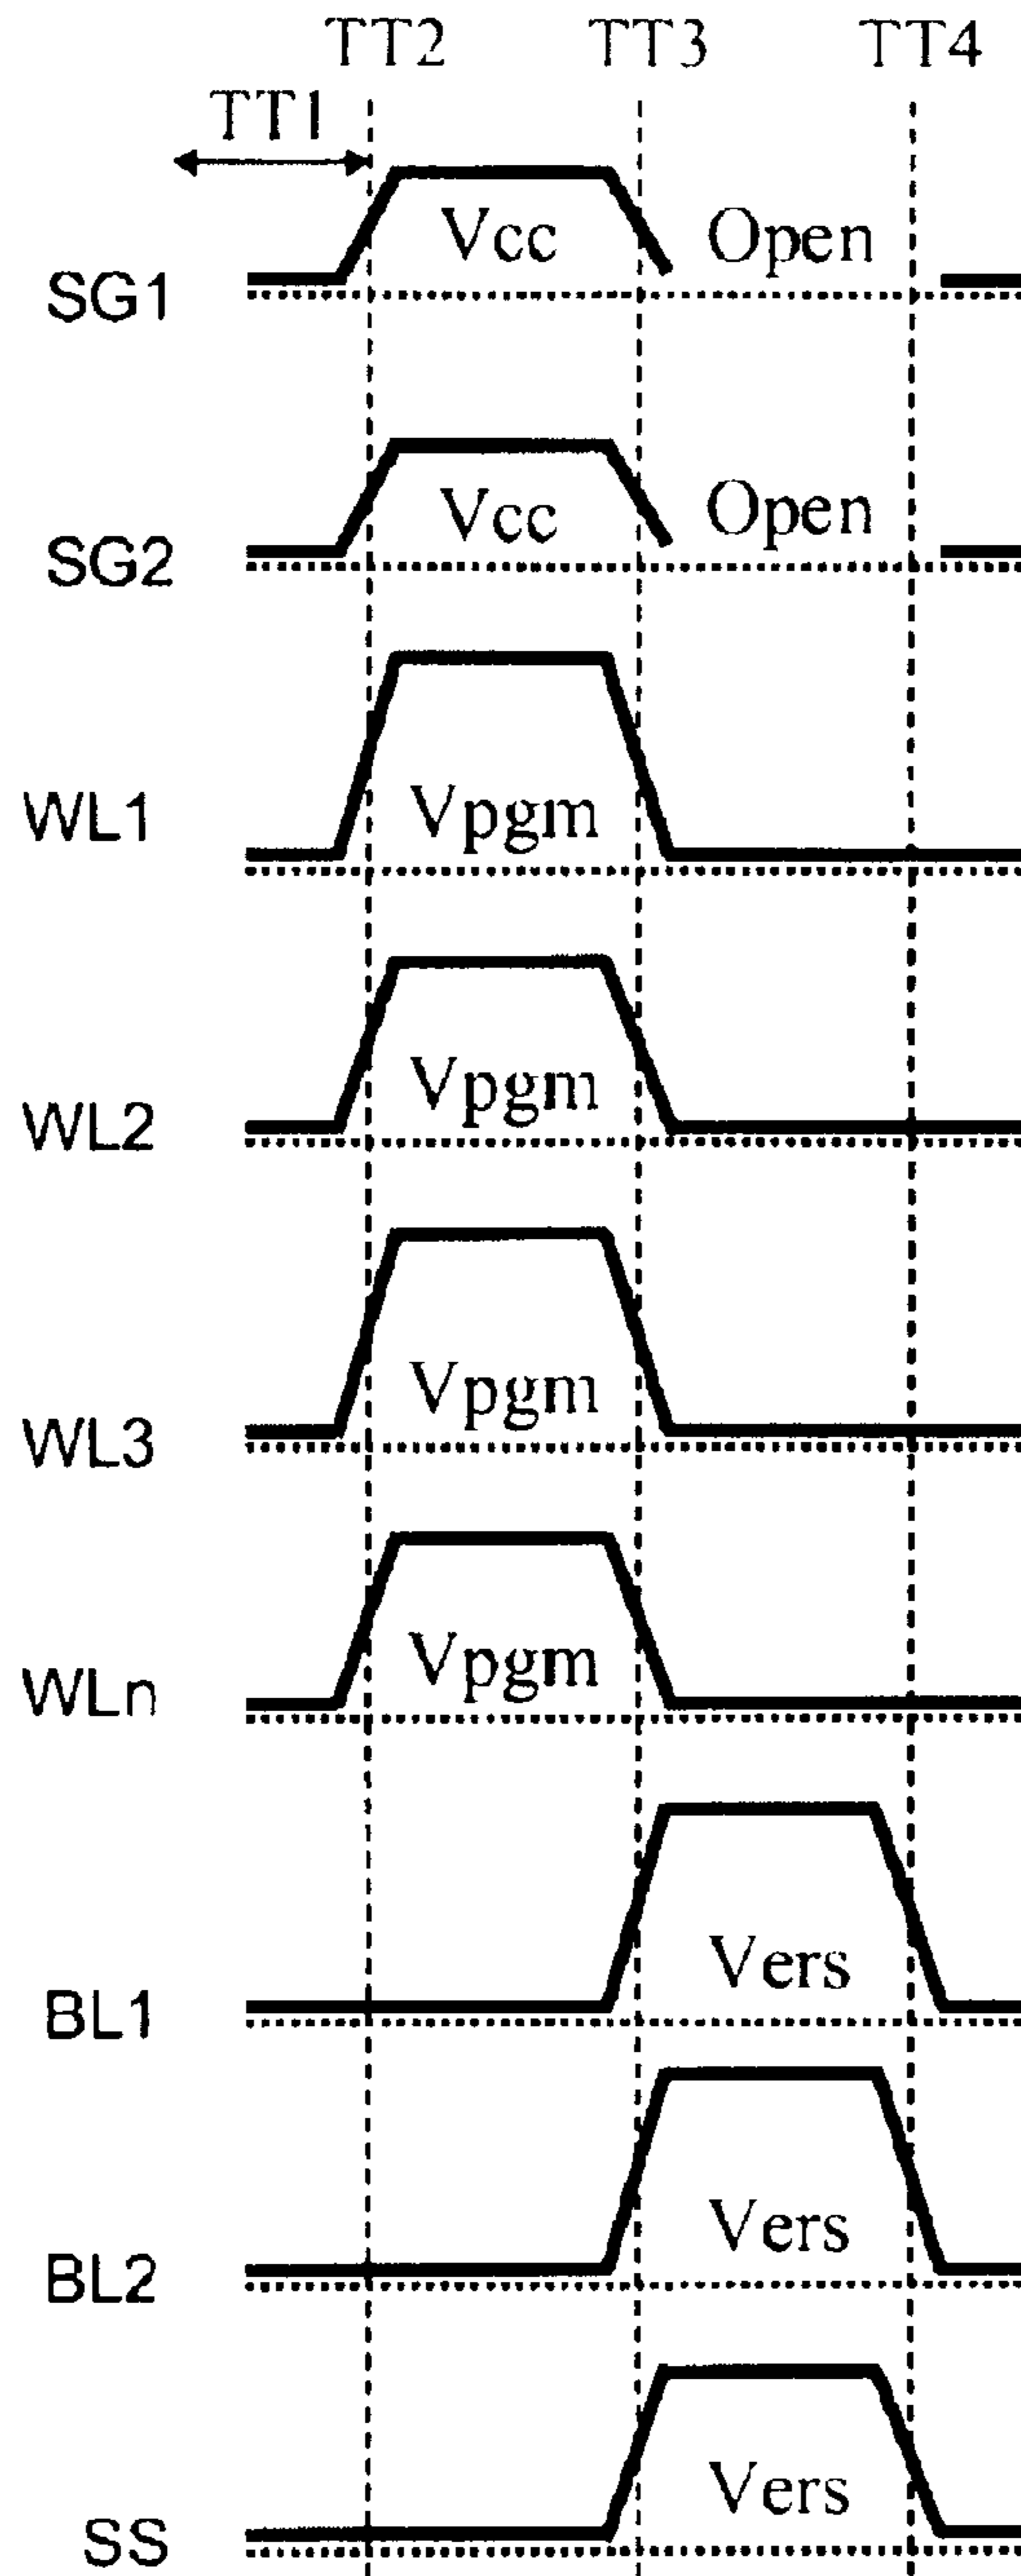 TT2 TT3 TT4
TT1
SG1 Vcc Open
SG2 Vcc Open
WL1 Vpgm
WL2 Vpgm
WL3 Vpgm
WLn Vpgm
BL1 Vers
BL2 Vers
SS Vers